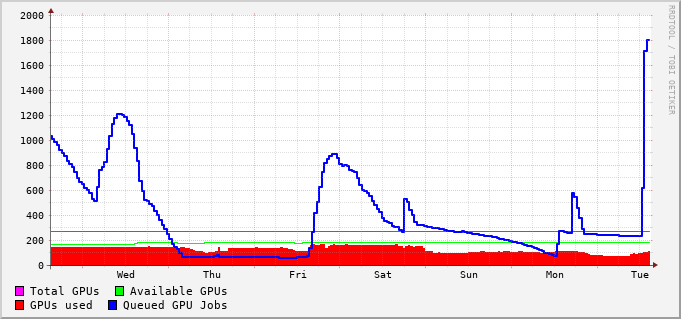 2000
1800
1600
1400
1200
1000
800
600
400
200
0
Wed Thu Fri Sat Sun Mon Tue
Total GPUs Available GPUs
GPUs used Queued GPU Jobs
RRDTOOL / TOBI OETIKER